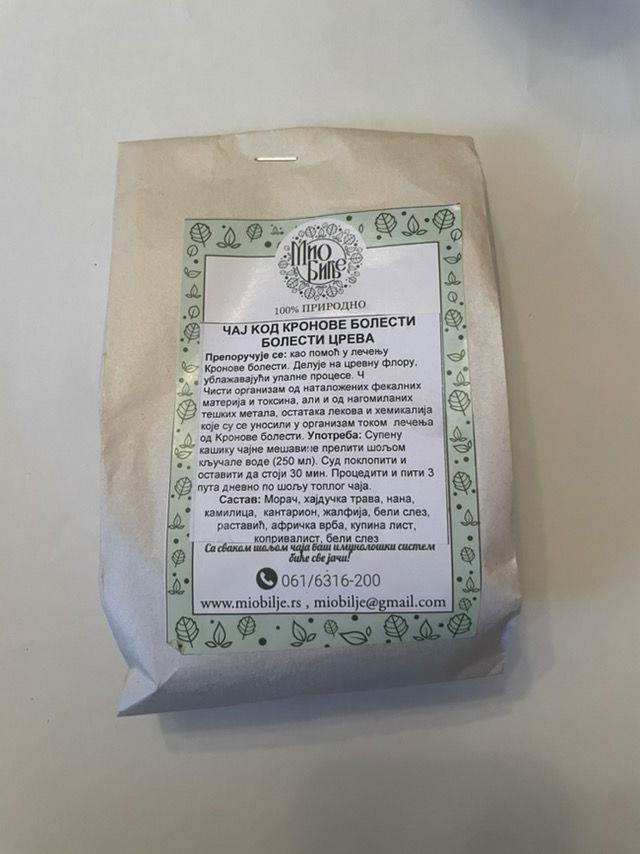 Мио
Биље
100% ПРИРОДНО
ЧАЈ КОД КРОНОВЕ БОЛЕСТИ
БОЛЕСТИ ЦРЕВА
Препоручује се: као помоћ у лечењу
Кронове болести. Делује на цревну флору,
ублажавајући упалне процесе. Ч
Чисти организам од наталожених фекалних
материја и токсина, али и од нагомиланих
тешких метала, остатака лекова и хемикалија
које су се уносили у организам током лечења
од Кронове болести. Употреба: Супену
кашику чајне мешавине прелити шољом
кључале воде (250 мл). Суд поклопити и
оставити да стоји 30 мин. Процедити и пити 3
пута дневно по шољу топлог чаја.
Састав: Морач, хајдучка трава, нана,
камилица, кантарион, жалфија, бели слез,
раставић, афричка врба, купина лист,
копривалист, бели слез
Са сваком шољом чаја ваш имунолошки систем
биће све јачи!
061/6316-200
www.miobilje.rs , miobilje@gmail.com